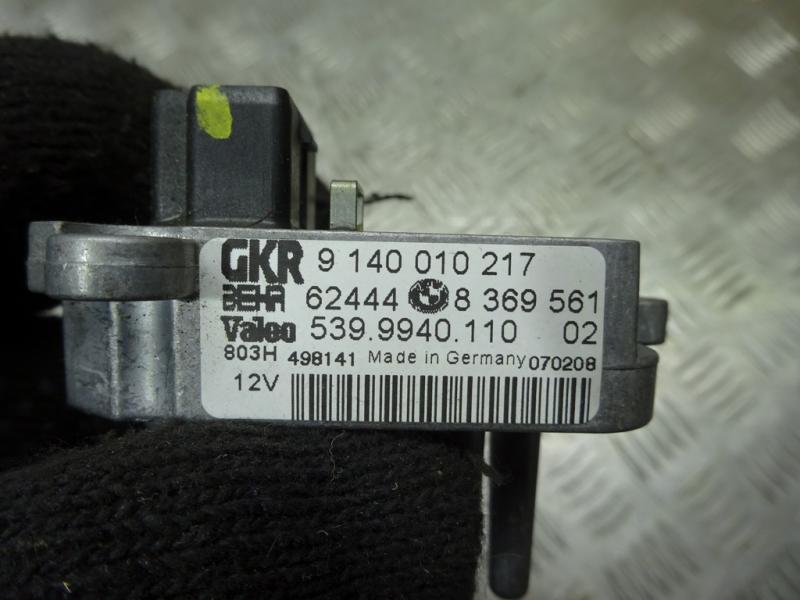 GKR 9 140 010 217
BEHR 62444 8 369 561
Valeo 539.9940.110 02
803H 498141 Made in Germany 070208
12V